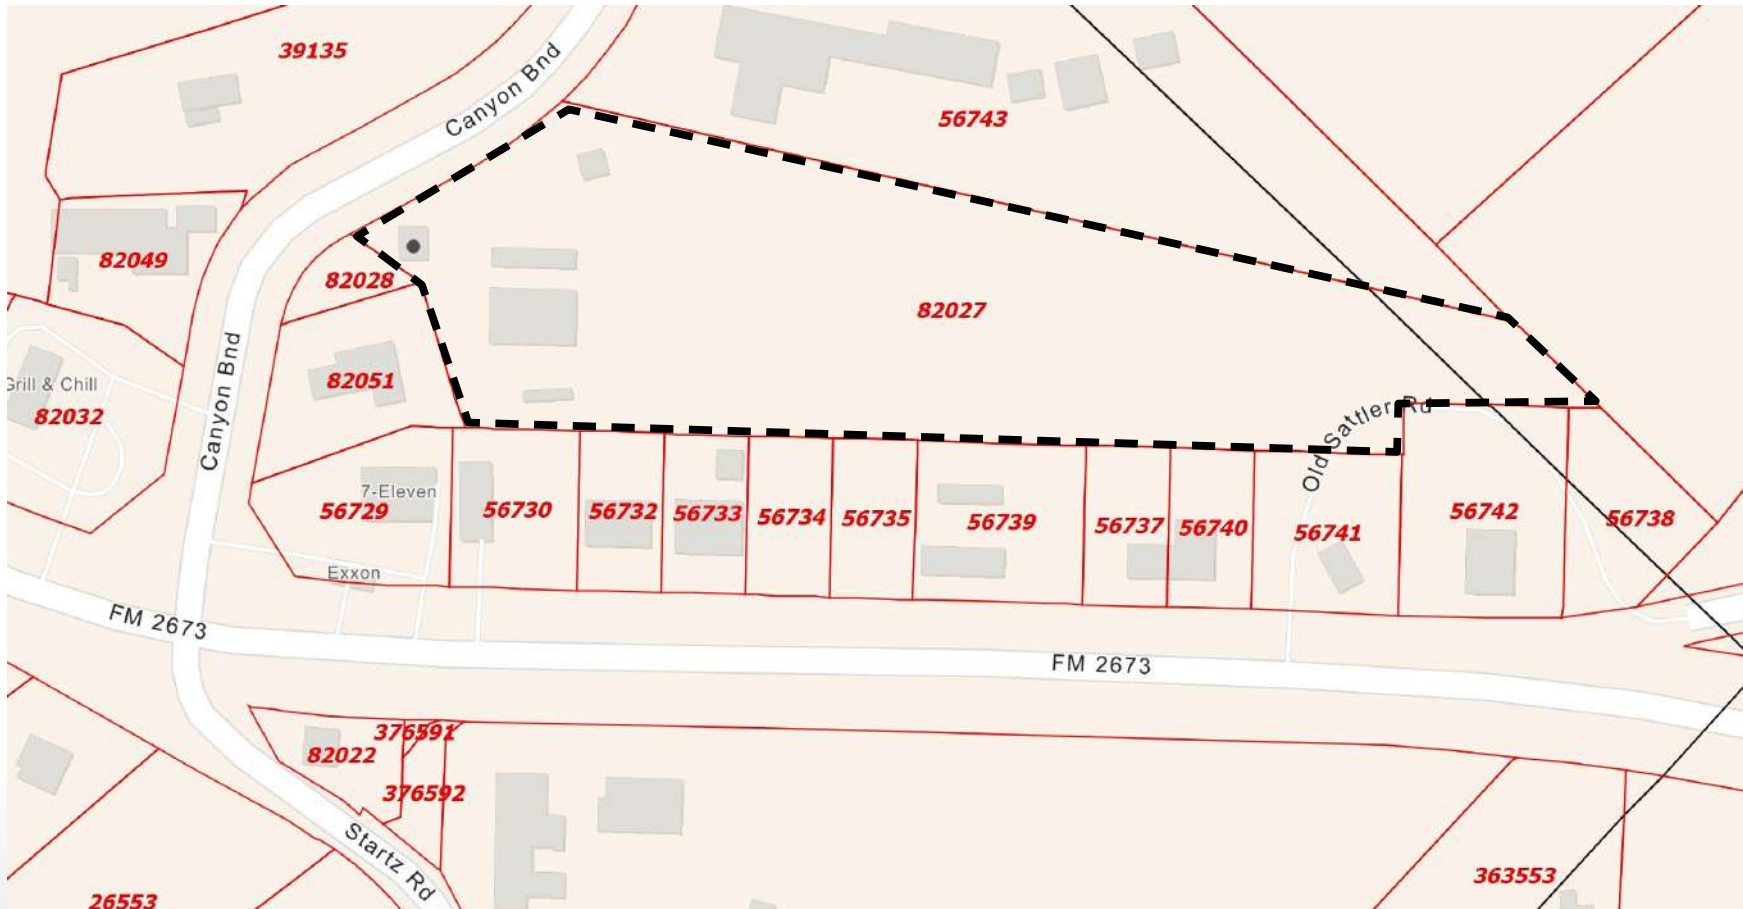 39135
Canyon Bnd
56743
82049
82028
82027
Canyon Bnd
Grill & Chill
82032
82051
Old Sattler Rd
7-Eleven
56729
56730
56732
56733
56734
56735
56739
56737
56740
56741
56742
56738
Exxon
FM 2673
FM 2673
376591
82022
376592
Startz Rd
26553
363553